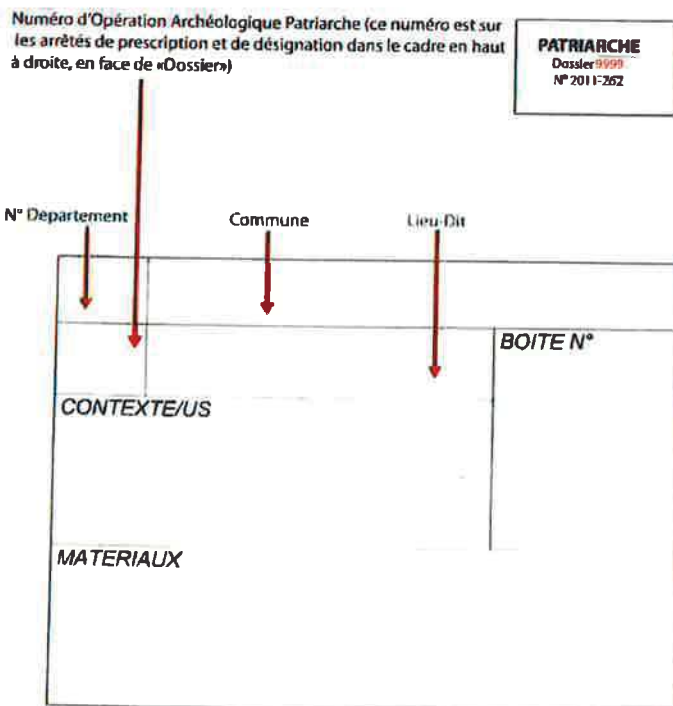 Numéro d'Opération Archéologique Patriarche (ce numéro est sur
les arrêtés de prescription et de désignation dans le cadre en haut
à droite, en face de «Dossier»)
PATRIARCHE
Dossier 9999
N° 2011-262
N° Département
Commune
Lieu-Dit
BOITE N°
CONTEXTE/US
MATERIAUX